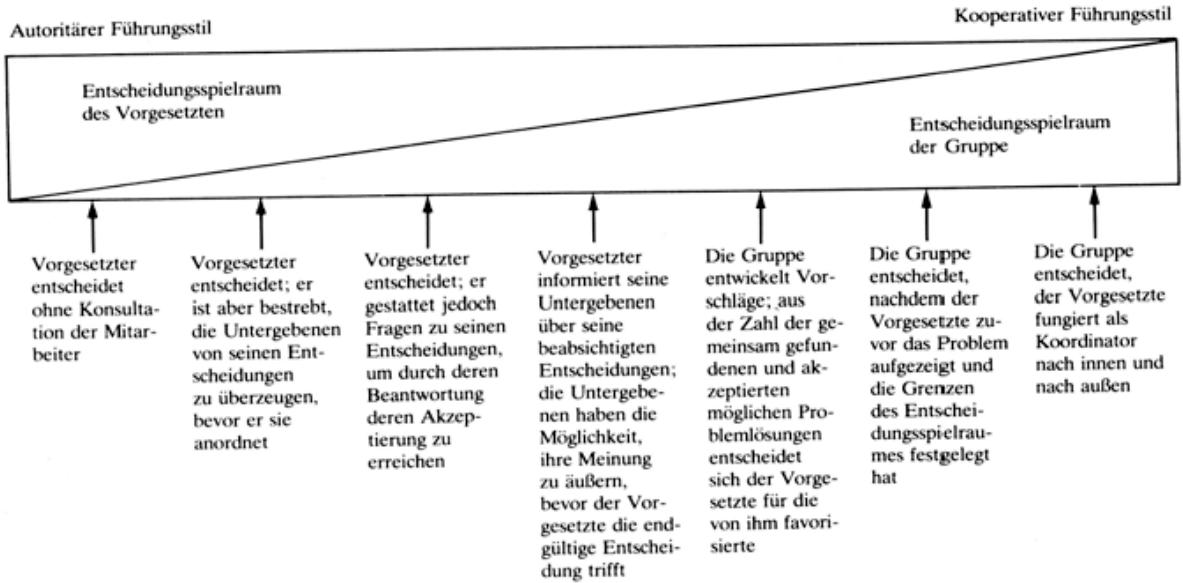 Autoritärer Führungsstil
Kooperativer Führungsstil
Entscheidungsspielraum
des Vorgesetzten
Entscheidungsspielraum
der Gruppe
Vorgesetzter
entscheidet
ohne Konsulta-
tion der Mitar-
beiter
Vorgesetzter
entscheidet; er
ist aber bestrebt,
die Untergebenen
von seinen Ent-
scheidungen
zu überzeugen,
bevor er sie
anordnet
Vorgesetzter
entscheidet; er
gestattet jedoch
Fragen zu seinen
Entscheidungen,
um durch deren
Beantwortung
deren Akzep-
tierung zu
erreichen
Vorgesetzter
informiert seine
Untergebenen
über seine
beabsichtigten
Entscheidungen;
die Untergebe-
nen haben die
Möglichkeit,
ihre Meinung
zu äußern,
bevor der Vor-
gesetzte die end-
gültige Entschei-
dung trifft
Die Gruppe
entwickelt Vor-
schläge; aus
der Zahl der ge-
meinsam gefun-
denen und ak-
zeptierten
möglichen Pro-
blemlösungen
entscheidet
sich der Vorge-
setzte für die
von ihm favori-
sierte
Die Gruppe
entscheidet,
nachdem der
Vorgesetzte zu-
vor das Problem
aufgezeigt und
die Grenzen
des Entschei-
dungsspielrau-
mes festgelegt
hat
Die Gruppe
entscheidet,
der Vorgesetzte
fungiert als
Koordinator
nach innen und
nach außen